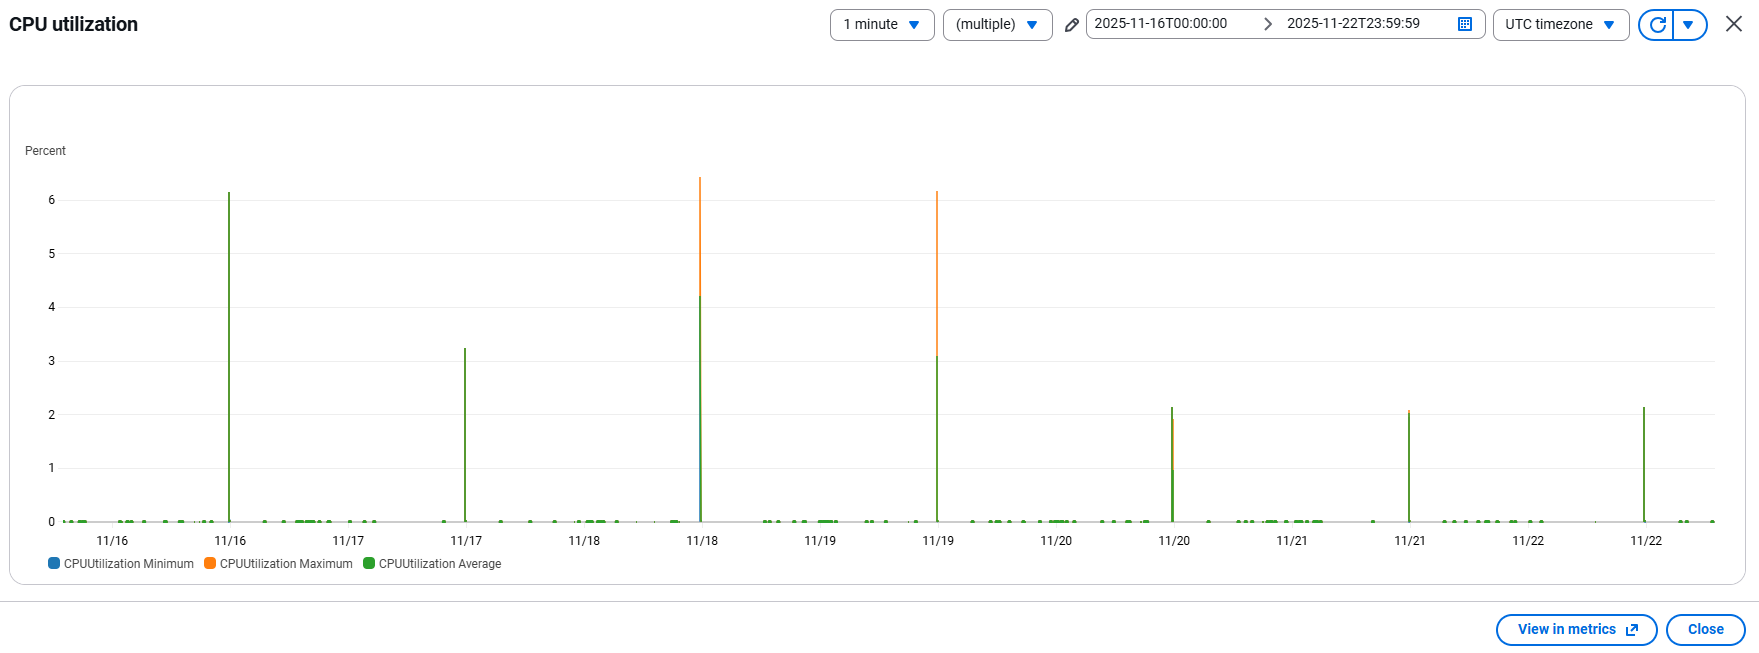 CPU utilization
1 minute
(multiple)
2025-11-16T00:00:00
2025-11-22T23:59:59
UTC timezone
Percent
6
5
4
3
2
1
0
11/16 11/16 11/17 11/17 11/18 11/18 11/19 11/19 11/20 11/20 11/21 11/21 11/22 11/22
CPUUtilization Minimum CPUUtilization Maximum CPUUtilization Average
View in metrics
Close